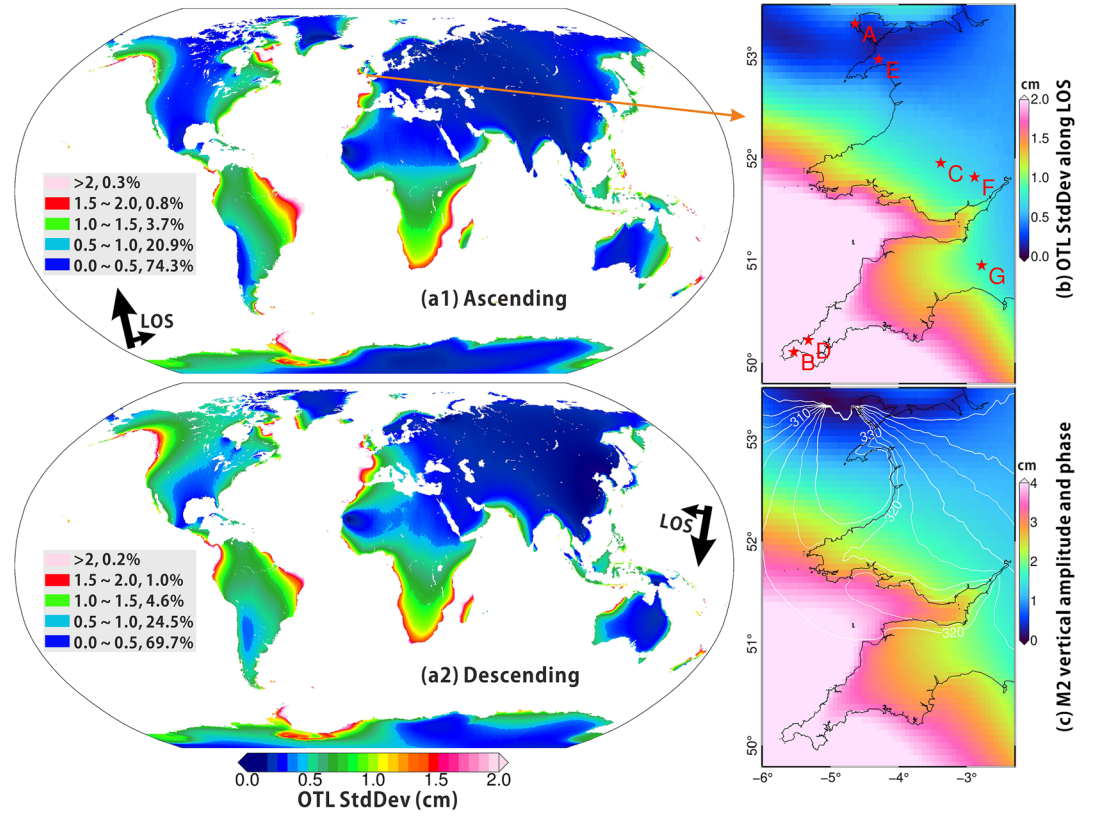 >2, 0.3%
1.5 ~ 2.0, 0.8%
1.0 ~ 1.5, 3.7%
0.5 ~ 1.0, 20.9%
0.0 ~ 0.5, 74.3%
LOS
(a1) Ascending
>2, 0.2%
1.5 ~ 2.0, 1.0%
1.0 ~ 1.5, 4.6%
0.5 ~ 1.0, 24.5%
0.0 ~ 0.5, 69.7%
LOS
(a2) Descending
0.0 0.5 1.0 1.5 2.0
OTL StdDev (cm)
53°
52°
51°
50°
A
E
C
F
G
D
B
cm
2.0
1.5
1.0
0.5
0.0
(b) OTL StdDev along LOS
53°
52°
51°
50°
310
330
320
320
−6° −5° −4° −3°
cm
4
3
2
1
0
(c) M2 vertical amplitude and phase